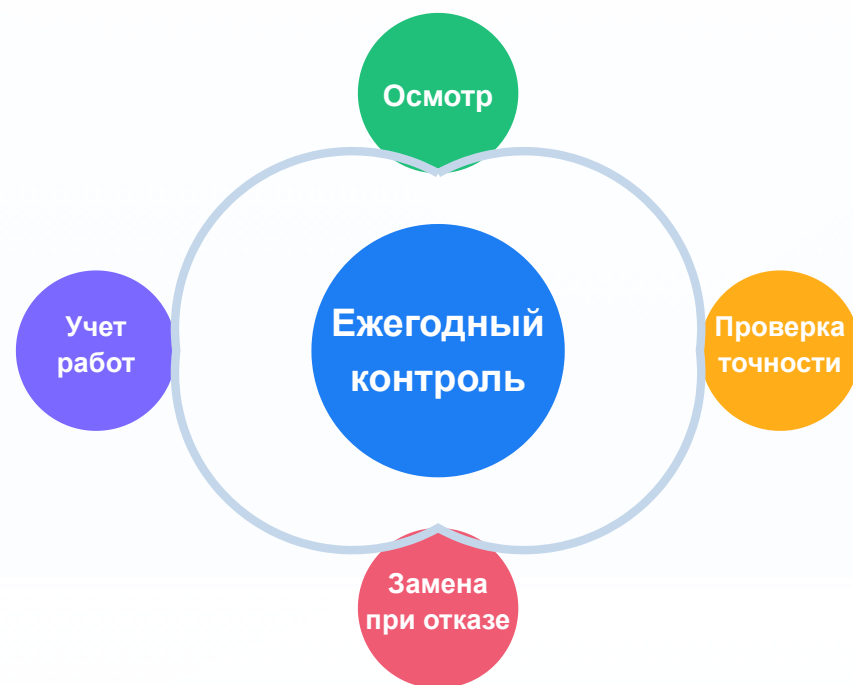 Осмотр
Ежегодный
контроль
Учет
работ
Проверка
точности
Замена
при отказе